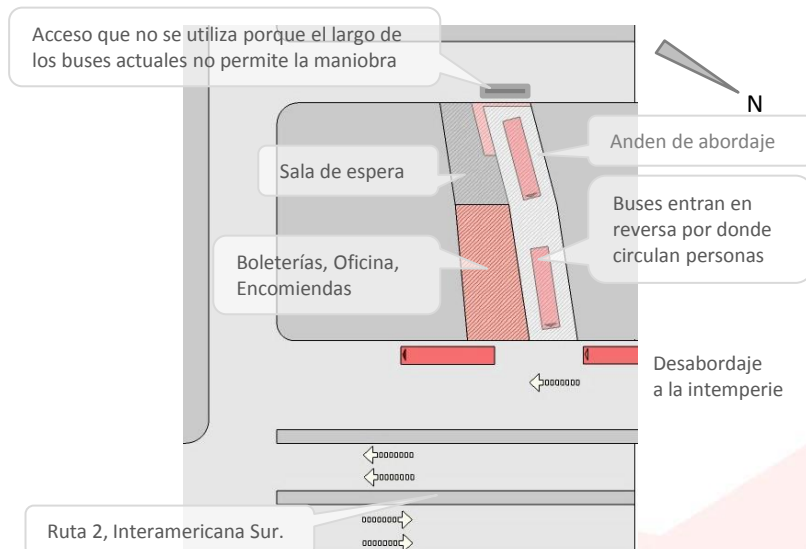 Acceso que no se utiliza porque el largo de
los buses actuales no permite la maniobra
N
Anden de abordaje
Sala de espera
Buses entran en
reversa por donde
circulan personas
Boleterías, Oficina,
Encomiendas
Desabordaje
a la intemperie
Ruta 2, Interamericana Sur.